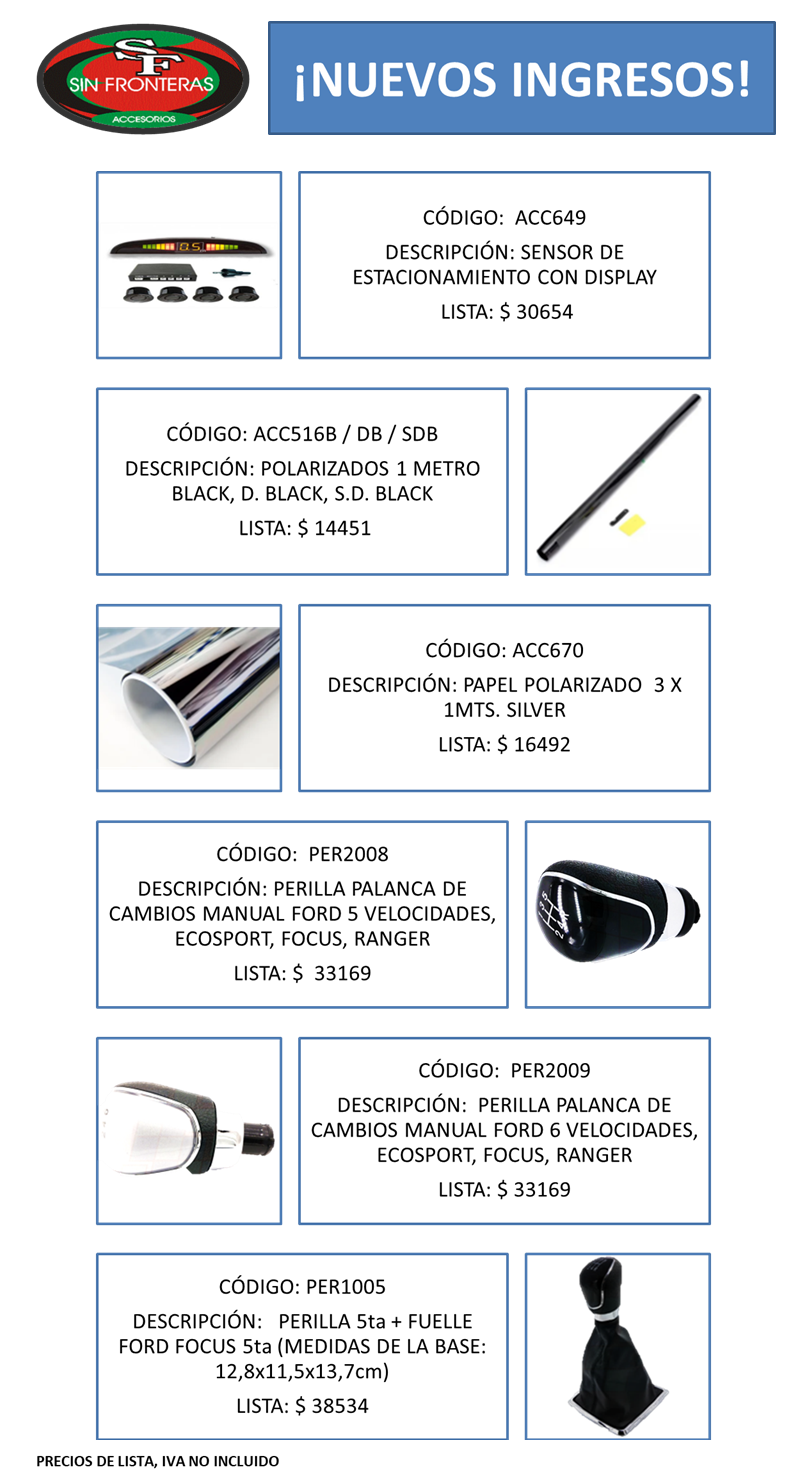 SF
SIN FRONTERAS
ACCESORIOS
¡NUEVOS INGRESOS!
0.5
CÓDIGO:  ACC649
DESCRIPCIÓN: SENSOR DE
ESTACIONAMIENTO CON DISPLAY
LISTA: $ 30654
CÓDIGO: ACC516B / DB / SDB
DESCRIPCIÓN: POLARIZADOS 1 METRO
BLACK, D. BLACK, S.D. BLACK
LISTA: $ 14451
CÓDIGO: ACC670
DESCRIPCIÓN: PAPEL POLARIZADO  3 X
1MTS. SILVER
LISTA: $ 16492
CÓDIGO:  PER2008
DESCRIPCIÓN: PERILLA PALANCA DE
CAMBIOS MANUAL FORD 5 VELOCIDADES,
ECOSPORT, FOCUS, RANGER
LISTA: $  33169
CÓDIGO:  PER2009
DESCRIPCIÓN:  PERILLA PALANCA DE
CAMBIOS MANUAL FORD 6 VELOCIDADES,
ECOSPORT, FOCUS, RANGER
LISTA: $ 33169
CÓDIGO: PER1005
DESCRIPCIÓN:   PERILLA 5ta + FUELLE
FORD FOCUS 5ta (MEDIDAS DE LA BASE:
12,8x11,5x13,7cm)
LISTA: $ 38534
PRECIOS DE LISTA, IVA NO INCLUIDO